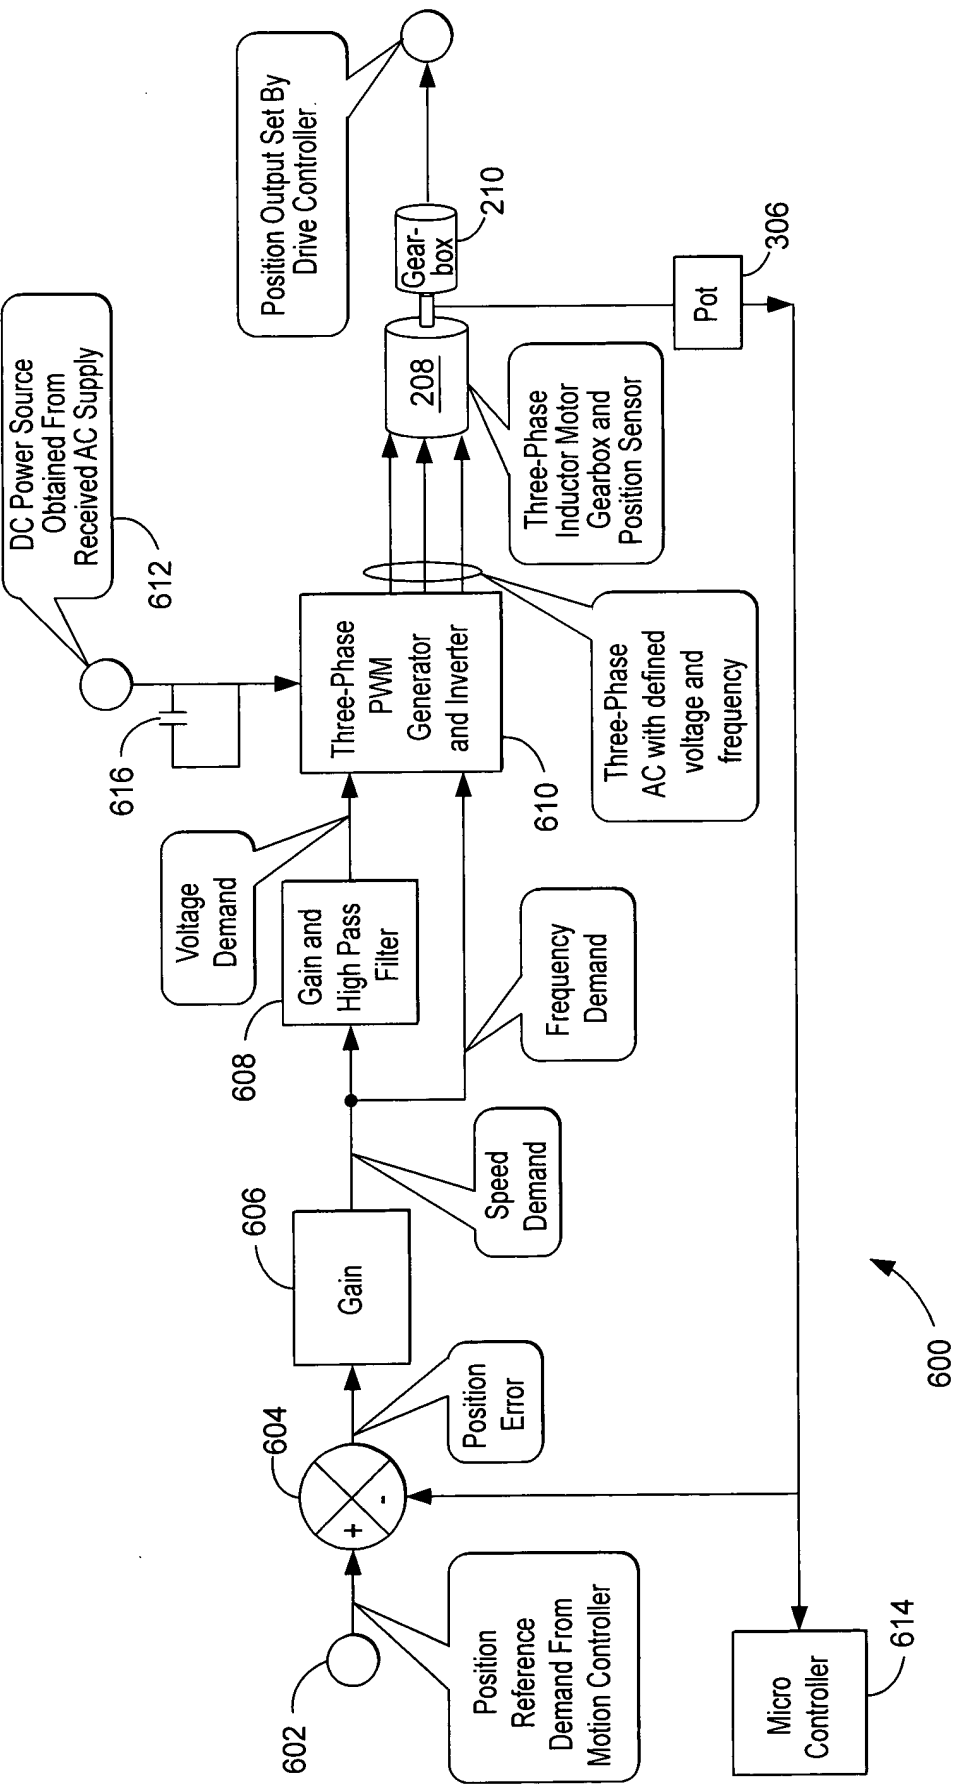 602
Position
Reference
Demand From
Motion Controller
+
-
604
Position
Error
606
Gain
Speed
Demand
608
Gain and
High Pass
Filter
Voltage
Demand
Frequency
Demand
616
DC Power Source
Obtained From
Received AC Supply
612
Three-Phase
PWM
Generator
and Inverter
610
Three-Phase
AC with defined
voltage and
frequency
208
Three-Phase
Inductor Motor
Gearbox and
Position Sensor
Gear-
box
210
Position Output Set By
Drive Controller.
Pot
306
Micro
Controller
614
600